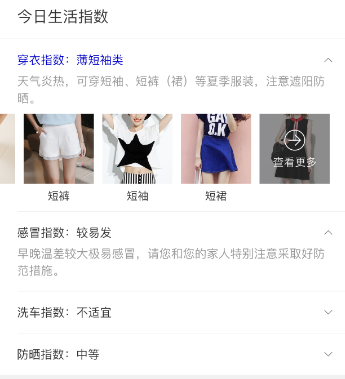 今日生活指数
穿衣指数：薄短袖类
天气炎热，可穿短袖、短裤（裙）等夏季服装、注意遮阳防
晒。
GAY
B.K
查看更多
短裤
短袖
短裙
感冒指数：较易发
早晚温差较大极易感冒，请您和您的家人特别注意采取好防
范措施。
洗车指数：不适宜
防晒指数：中等